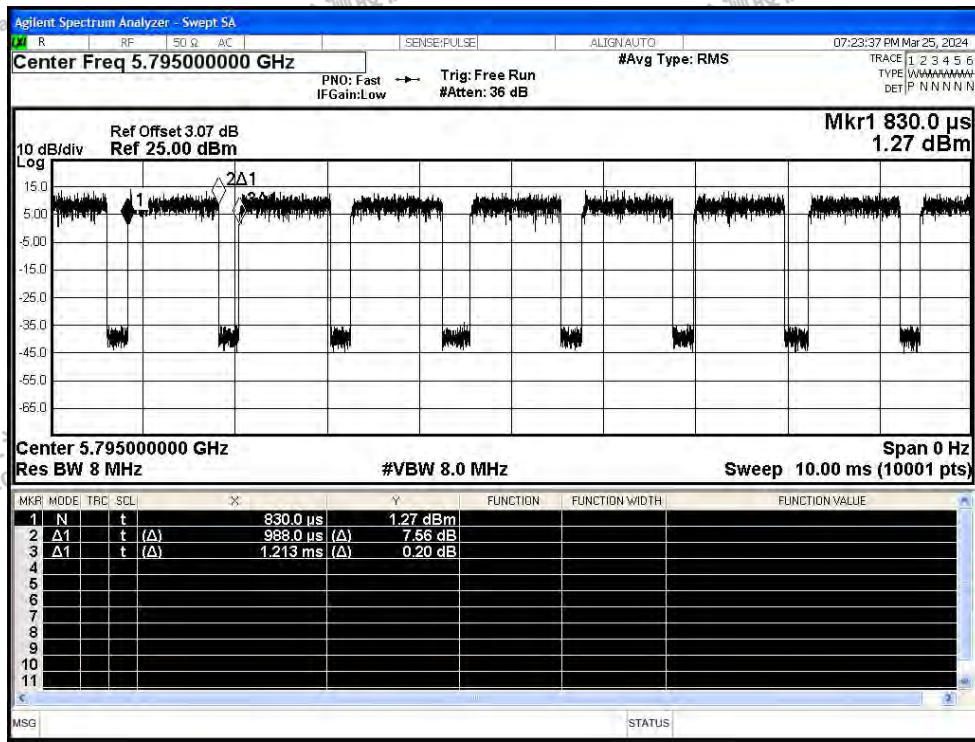 Agilent Spectrum Analyzer - Swept SA
R RF 50 Ω AC SENSE:PULSE ALIGNAUTO 07:23:37 PM Mar 25, 2024
Center Freq 5.795000000 GHz
PNO: Fast
IFGain:Low
Trig: Free Run
#Atten: 36 dB
#Avg Type: RMS
TRACE 1 2 3 4 5 6
TYPE
DET P N N N N N
Mkr1 830.0 µs
1.27 dBm
Ref Offset 3.07 dB
10 dB/div Ref 25.00 dBm
Log
15.0
5.00
-5.00
-15.0
-25.0
-35.0
-45.0
-55.0
-65.0
1
2Δ1
Center 5.795000000 GHz Span 0 Hz
Res BW 8 MHz #VBW 8.0 MHz Sweep 10.00 ms (10001 pts)
MKR MODE TRC SCL X Y FUNCTION FUNCTION WIDTH FUNCTION VALUE
1 N t 830.0 µs 1.27 dBm
2 Δ1 t (Δ) 988.0 µs (Δ) 7.56 dB
3 Δ1 t (Δ) 1.213 ms (Δ) 0.20 dB
4
5
6
7
8
9
10
11
MSG STATUS